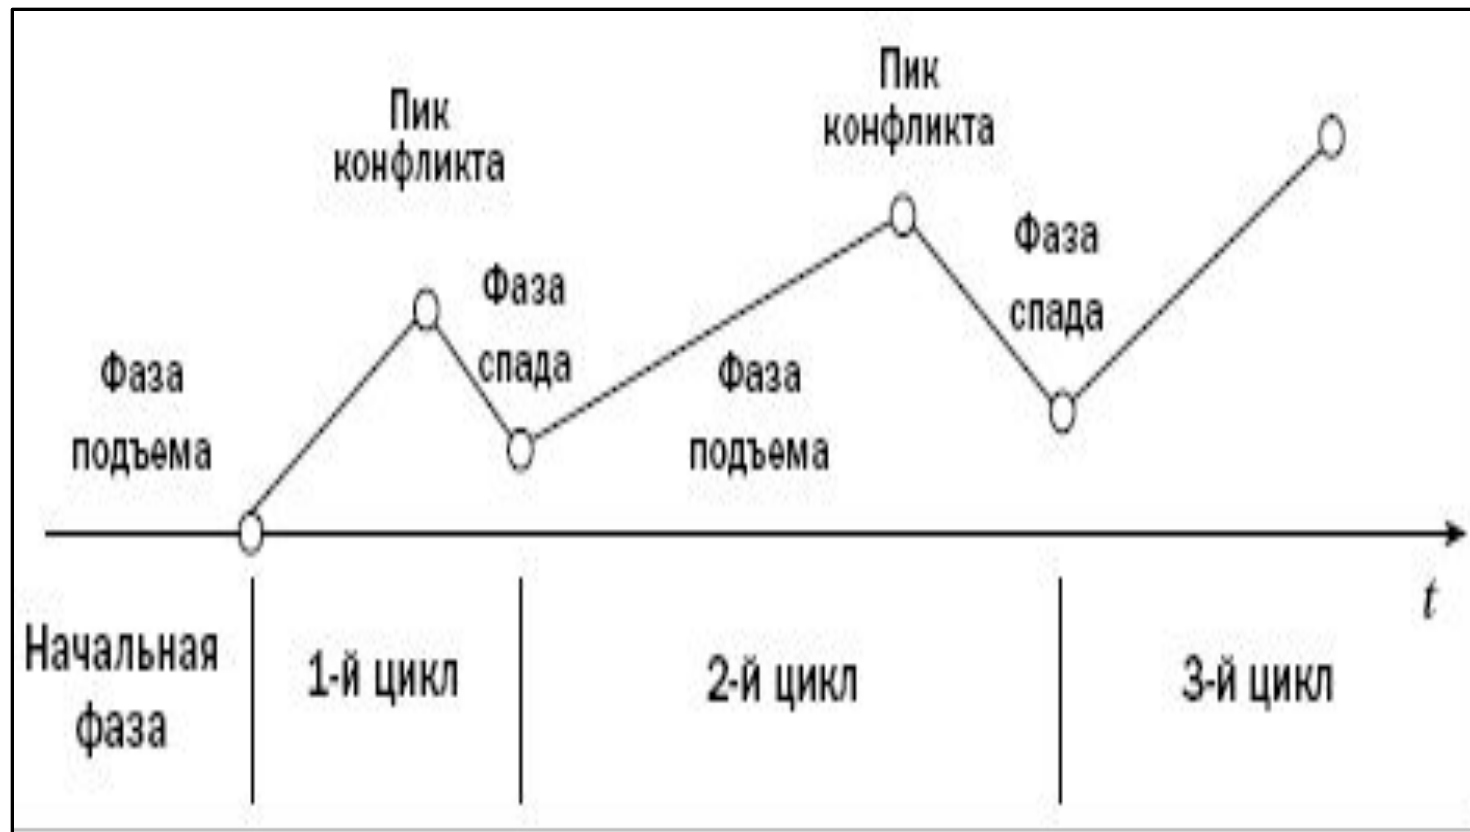 Пик
конфликта
Пик
конфликта
Фаза
спада
Фаза
спада
Фаза
подъема
Фаза
подъема
t
Начальная
фаза
1-й цикл
2-й цикл
3-й цикл